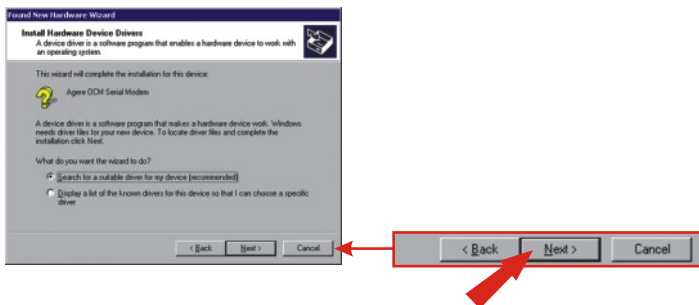 Found New Hardware Wizard
Install Hardware Device Drivers
A device driver is a software program that enables a hardware device to work with
an operating system.
This wizard will complete the installation for this device:
Agere OCM Serial Modem
A device driver is a software program that makes a hardware device work. Windows
needs driver files for your new device. To locate driver files and complete the
installation click Next.
What do you want the wizard to do?
Search for a suitable driver for my device (recommended)
Display a list of the known drivers for this device so that I can choose a specific
driver
< Back Next > Cancel
< Back Next > Cancel